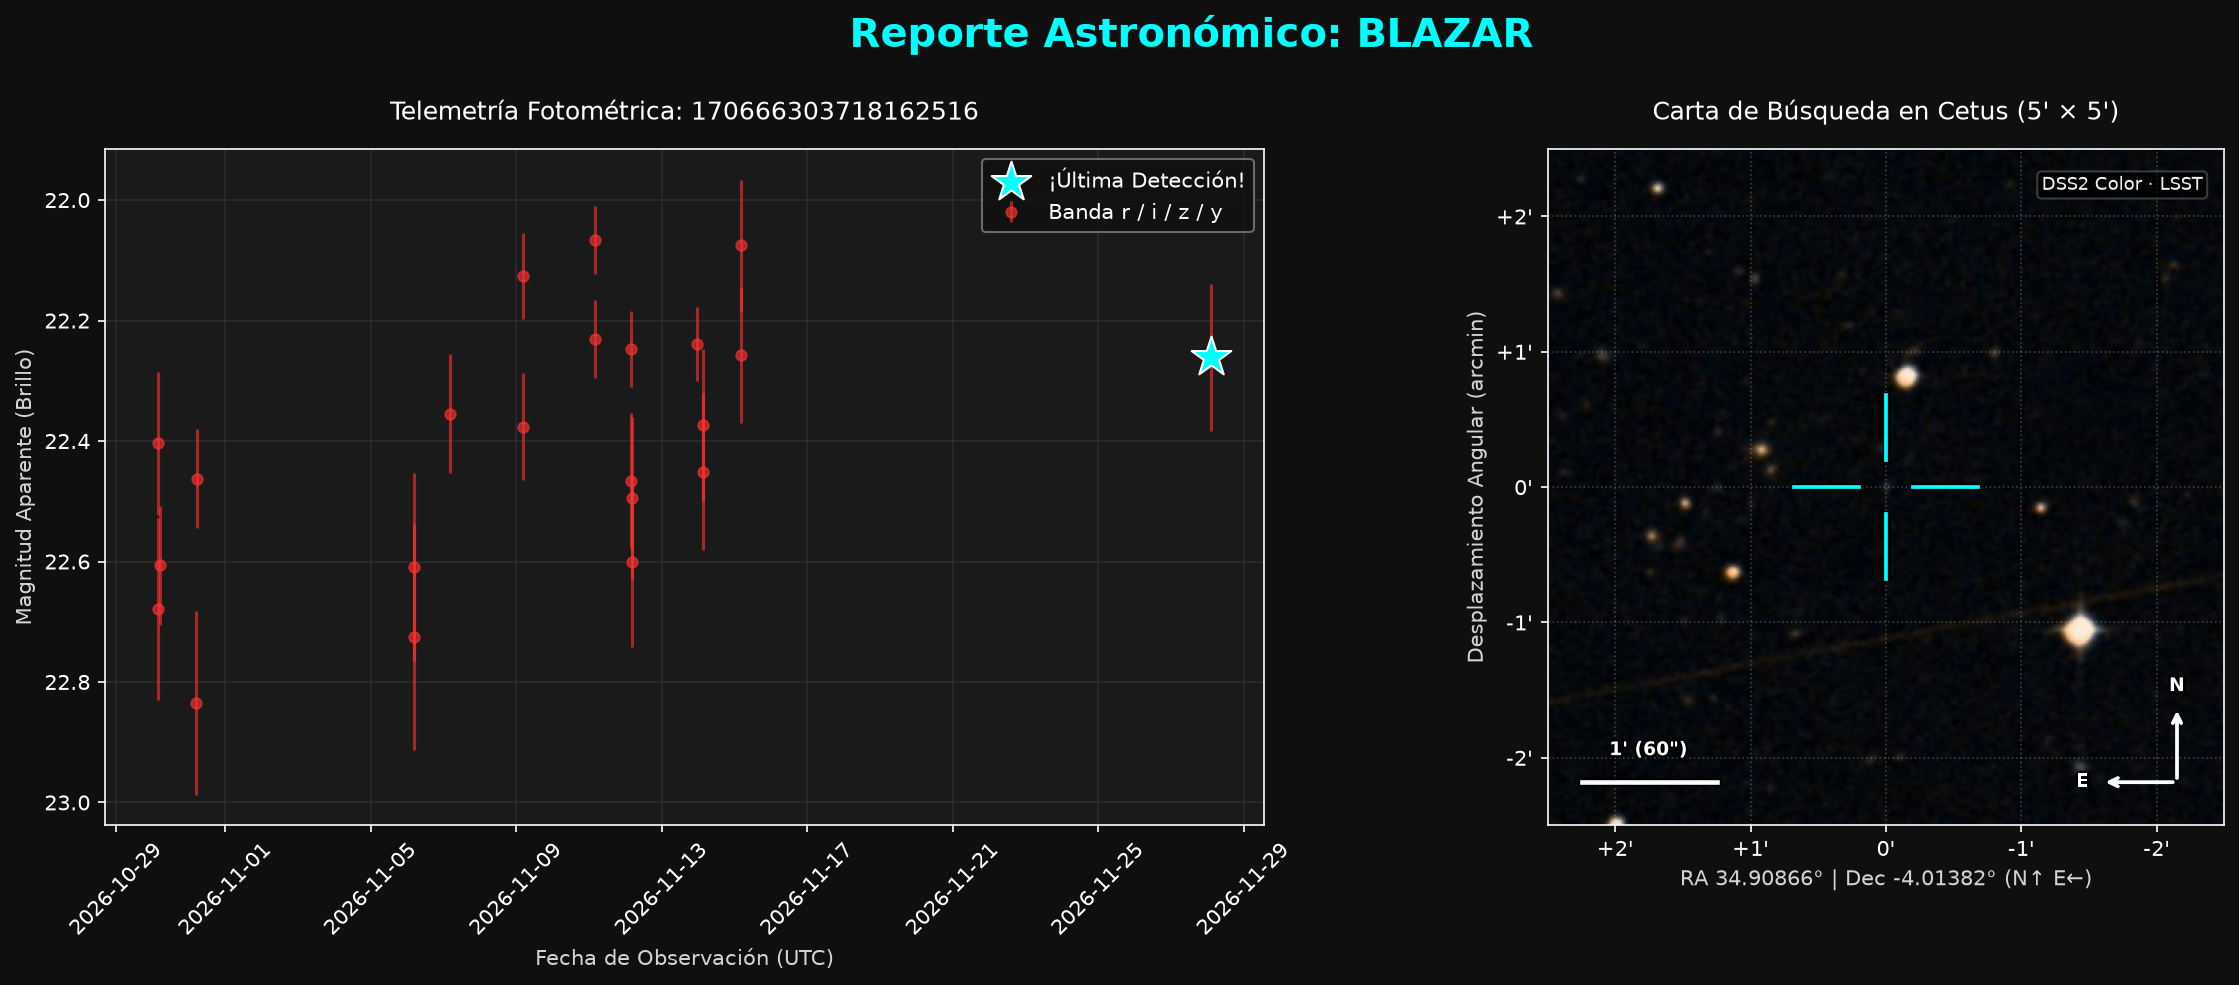 Reporte Astronómico: BLAZAR
Telemetría Fotométrica: 170666303718162516
Magnitud Aparente (Brillo)
22.0
22.2
22.4
22.6
22.8
23.0
¡Última Detección!
Banda r / i / z / y
2026-10-29
2026-11-01
2026-11-05
2026-11-09
2026-11-13
2026-11-17
2026-11-21
2026-11-25
2026-11-29
Fecha de Observación (UTC)
Carta de Búsqueda en Cetus (5' × 5')
Desplazamiento Angular (arcmin)
+2'
+1'
0'
-1'
-2'
DSS2 Color · LSST
N
E
1' (60")
+2'
+1'
0'
-1'
-2'
RA 34.90866° | Dec -4.01382° (N↑ E←)